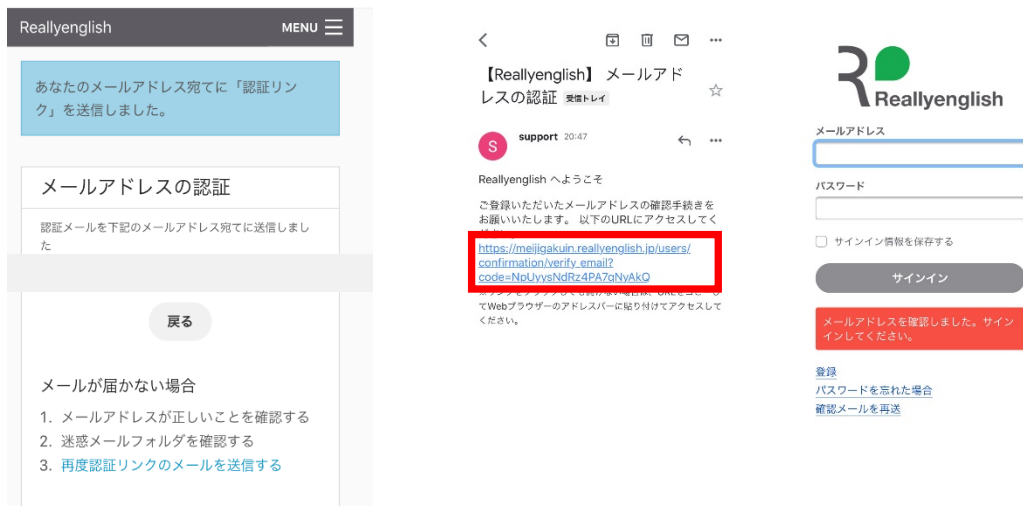 Reallyenglish
MENU
あなたのメールアドレス宛てに「認証リン
ク」を送信しました。
メールアドレスの認証
認証メールを下記のメールアドレス宛てに送信しまし
た
戻る
メールが届かない場合
1. メールアドレスが正しいことを確認する
2. 迷惑メールフォルダを確認する
3. 再度認証リンクのメールを送信する
【Reallyenglish】 メールアド
レスの認証 受信トレイ
S
support 20:47
Reallyenglish へようこそ
ご登録いただいたメールアドレスの確認手続きを
お願いいたします。 以下のURLにアクセスしてく
https://meijigakuin.reallyenglish.jp/users/
confirmation/verify_email?
code=NpUyysNdRz4PA7qNyAkQ
てWebブラウザーのアドレスバーに貼り付けてアクセスして
ください。
Reallyenglish
メールアドレス
パスワード
サインイン情報を保存する
サインイン
メールアドレスを確認しました。サイン
インしてください。
登録
パスワードを忘れた場合
確認メールを再送